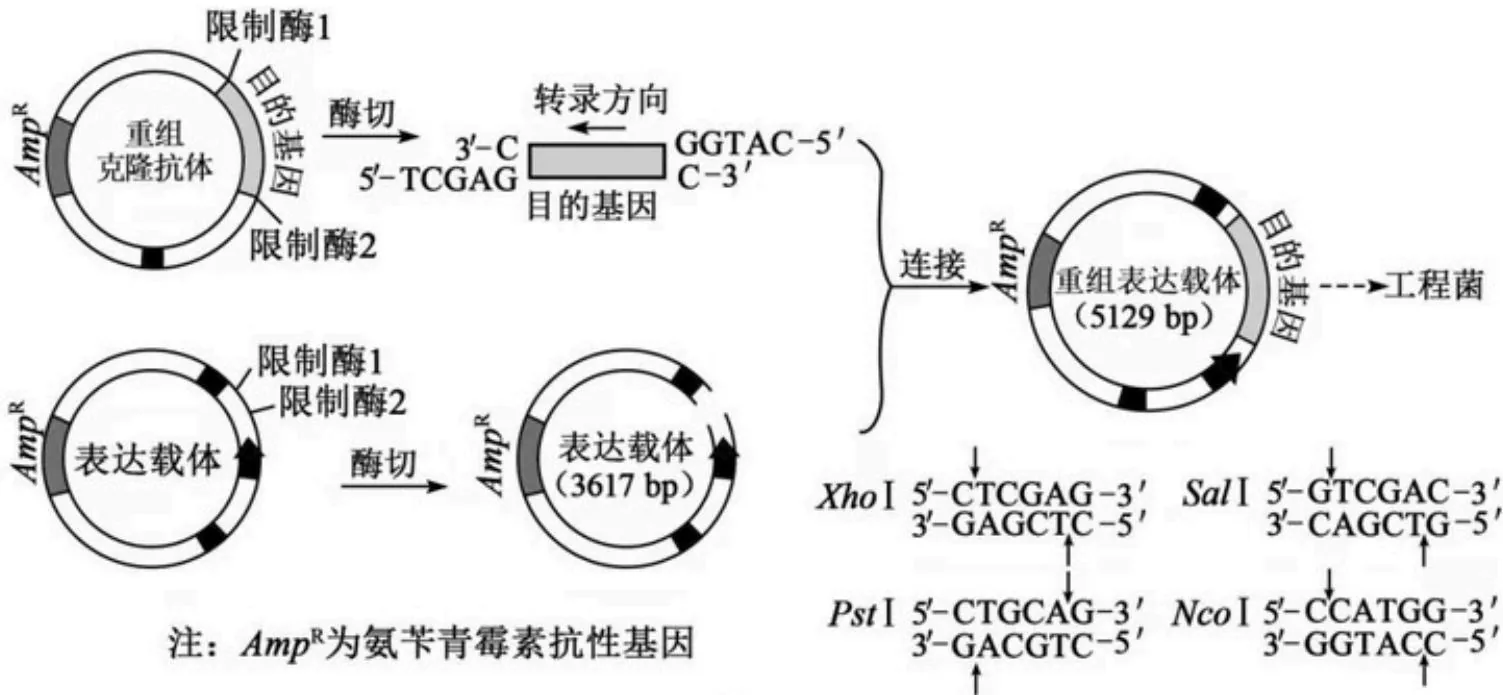 限制酶1
Amp^R
重组
克隆抗体
目的基因
限制酶2
酶切
转录方向
3′-C
5′-TCGAG
GGTAC-5′
C-3′
目的基因
限制酶1
限制酶2
Amp^R
表达载体
酶切
Amp^R
表达载体
(3617 bp)
连接
Amp^R
重组表达载体
(5129 bp)
目的基因
工程菌
XhoⅠ 5′-CTCGAG-3′
3′-GAGCTC-5′
SalⅠ 5′-GTCGAC-3′
3′-CAGCTG-5′
PstⅠ 5′-CTGCAG-3′
3′-GACGTC-5′
NcoⅠ 5′-CCATGG-3′
3′-GGTACC-5′
注：Amp^R为氨苄青霉素抗性基因